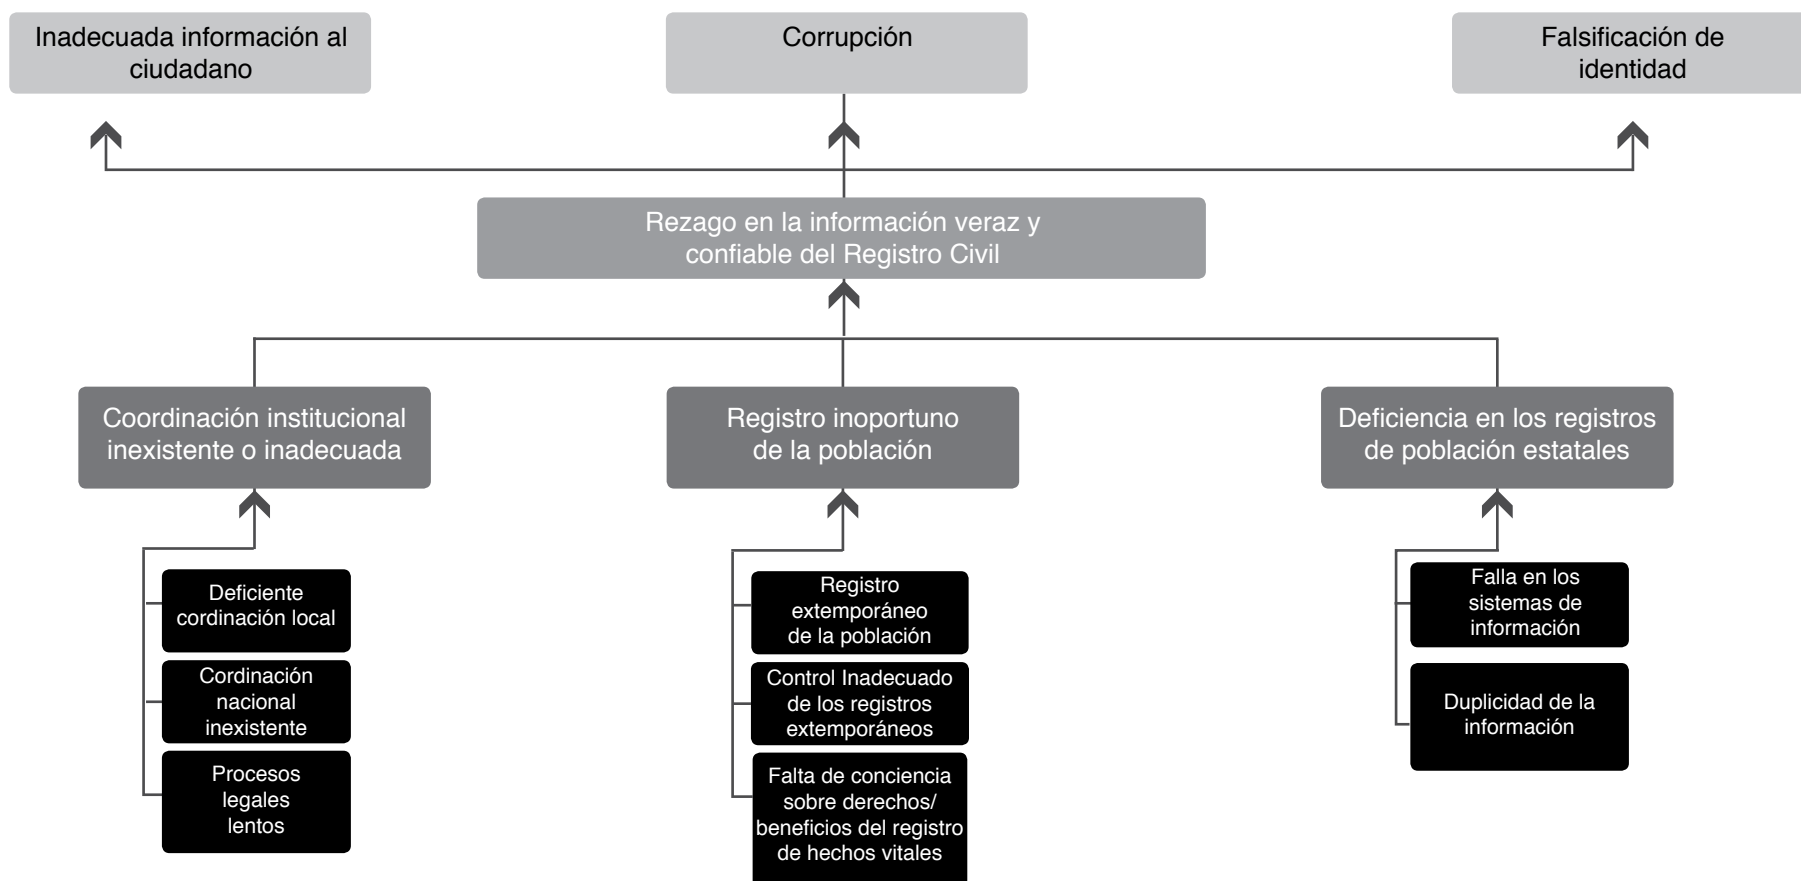 Inadecuada información al
ciudadano
Corrupción
Falsificación de
identidad
Rezago en la información veraz y
confiable del Registro Civil
Coordinación institucional
inexistente o inadecuada
Registro inoportuno
de la población
Deficiencia en los registros
de población estatales
Deficiente
cordinación local
Cordinación
nacional
inexistente
Procesos
legales
lentos
Registro
extemporáneo
de la población
Control Inadecuado
de los registros
extemporáneos
Falta de conciencia
sobre derechos/
beneficios del registro
de hechos vitales
Falla en los
sistemas de
información
Duplicidad de la
información